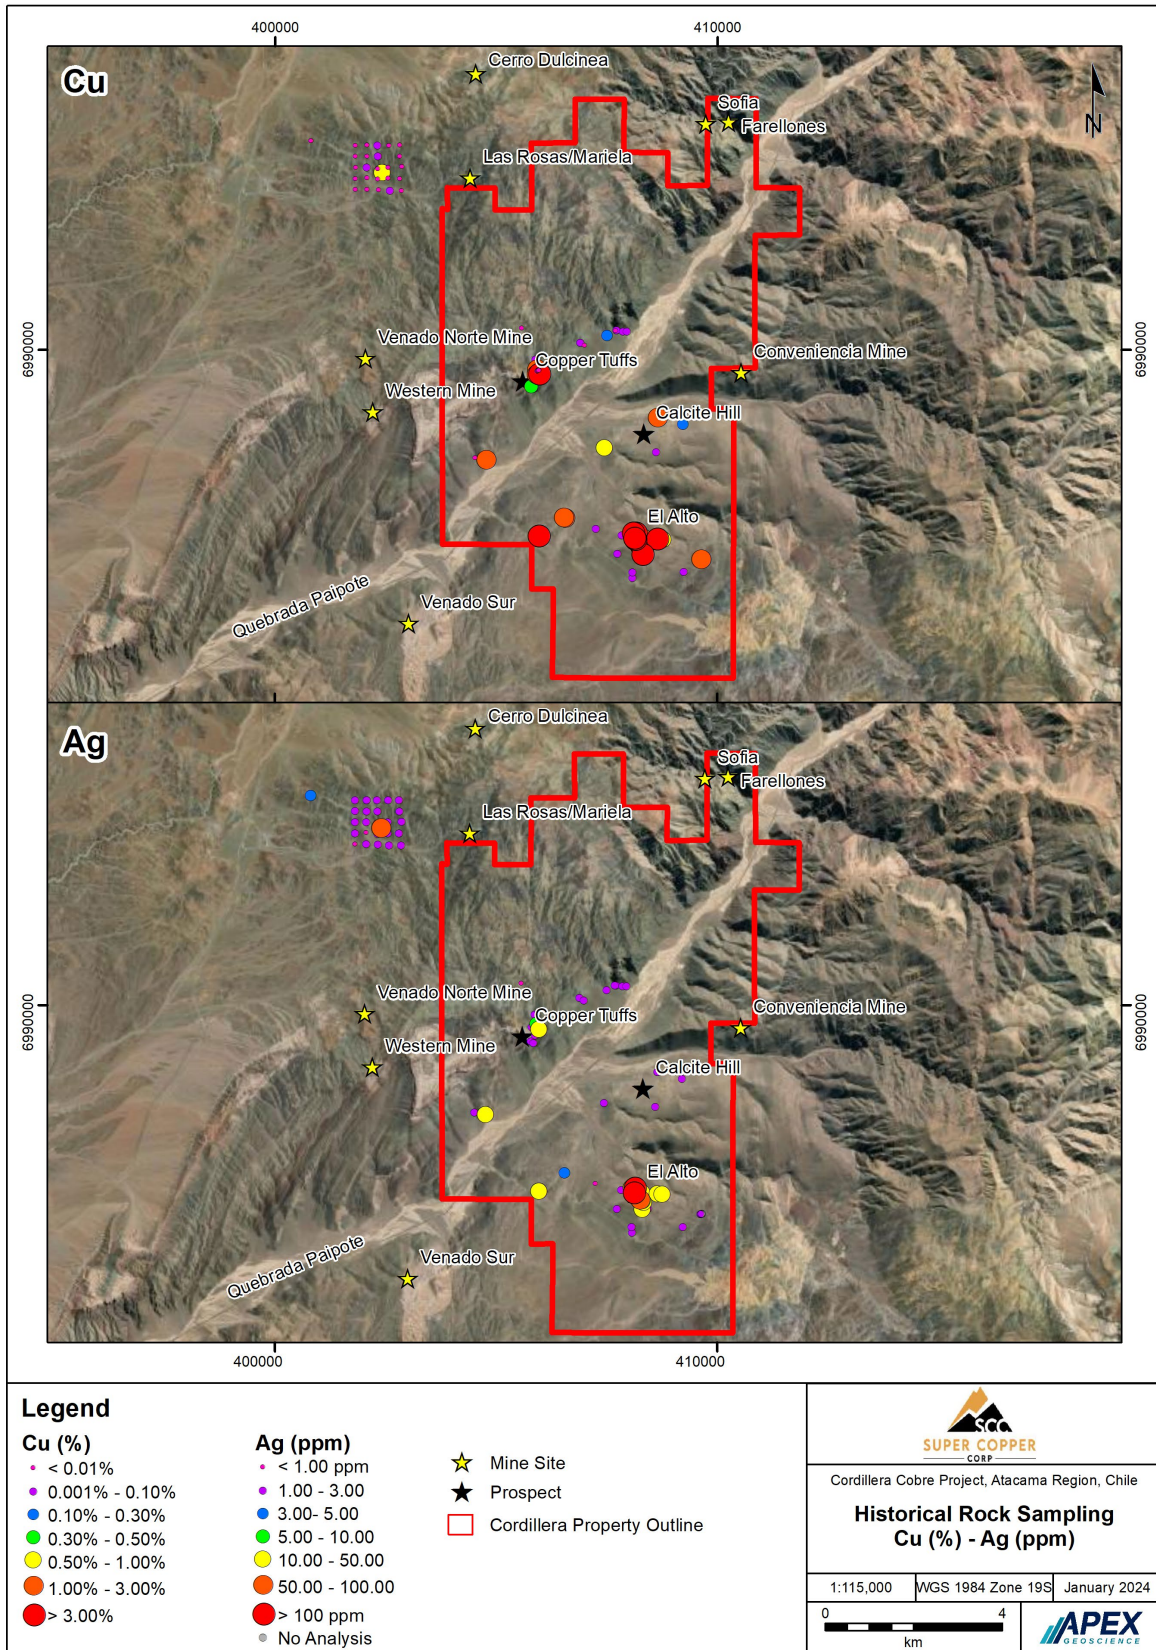 400000
410000
Cu
Cerro Dulcinea
Sofia
Farellones
N
Las Rosas/Mariela
6990000
6990000
Venado Norte Mine
Copper Tuffs
Conveniencia Mine
Western Mine
Calcite Hill
El Alto
Quebrada Paipote
Venado Sur
Ag
Cerro Dulcinea
Sofia
Farellones
Las Rosas/Mariela
6990000
6990000
Venado Norte Mine
Copper Tuffs
Conveniencia Mine
Western Mine
Calcite Hill
El Alto
Quebrada Paipote
Venado Sur
400000
410000
Legend
Cu (%)
< 0.01%
0.001% - 0.10%
0.10% - 0.30%
0.30% - 0.50%
0.50% - 1.00%
1.00% - 3.00%
> 3.00%
Ag (ppm)
< 1.00 ppm
1.00 - 3.00
3.00- 5.00
5.00 - 10.00
10.00 - 50.00
50.00 - 100.00
> 100 ppm
No Analysis
Mine Site
Prospect
Cordillera Property Outline
SCC
SUPER COPPER
CORP
Cordillera Cobre Project, Atacama Region, Chile
Historical Rock Sampling
Cu (%) - Ag (ppm)
1:115,000
WGS 1984 Zone 19S
January 2024
0 4
km
APEX
GEOSCIENCE